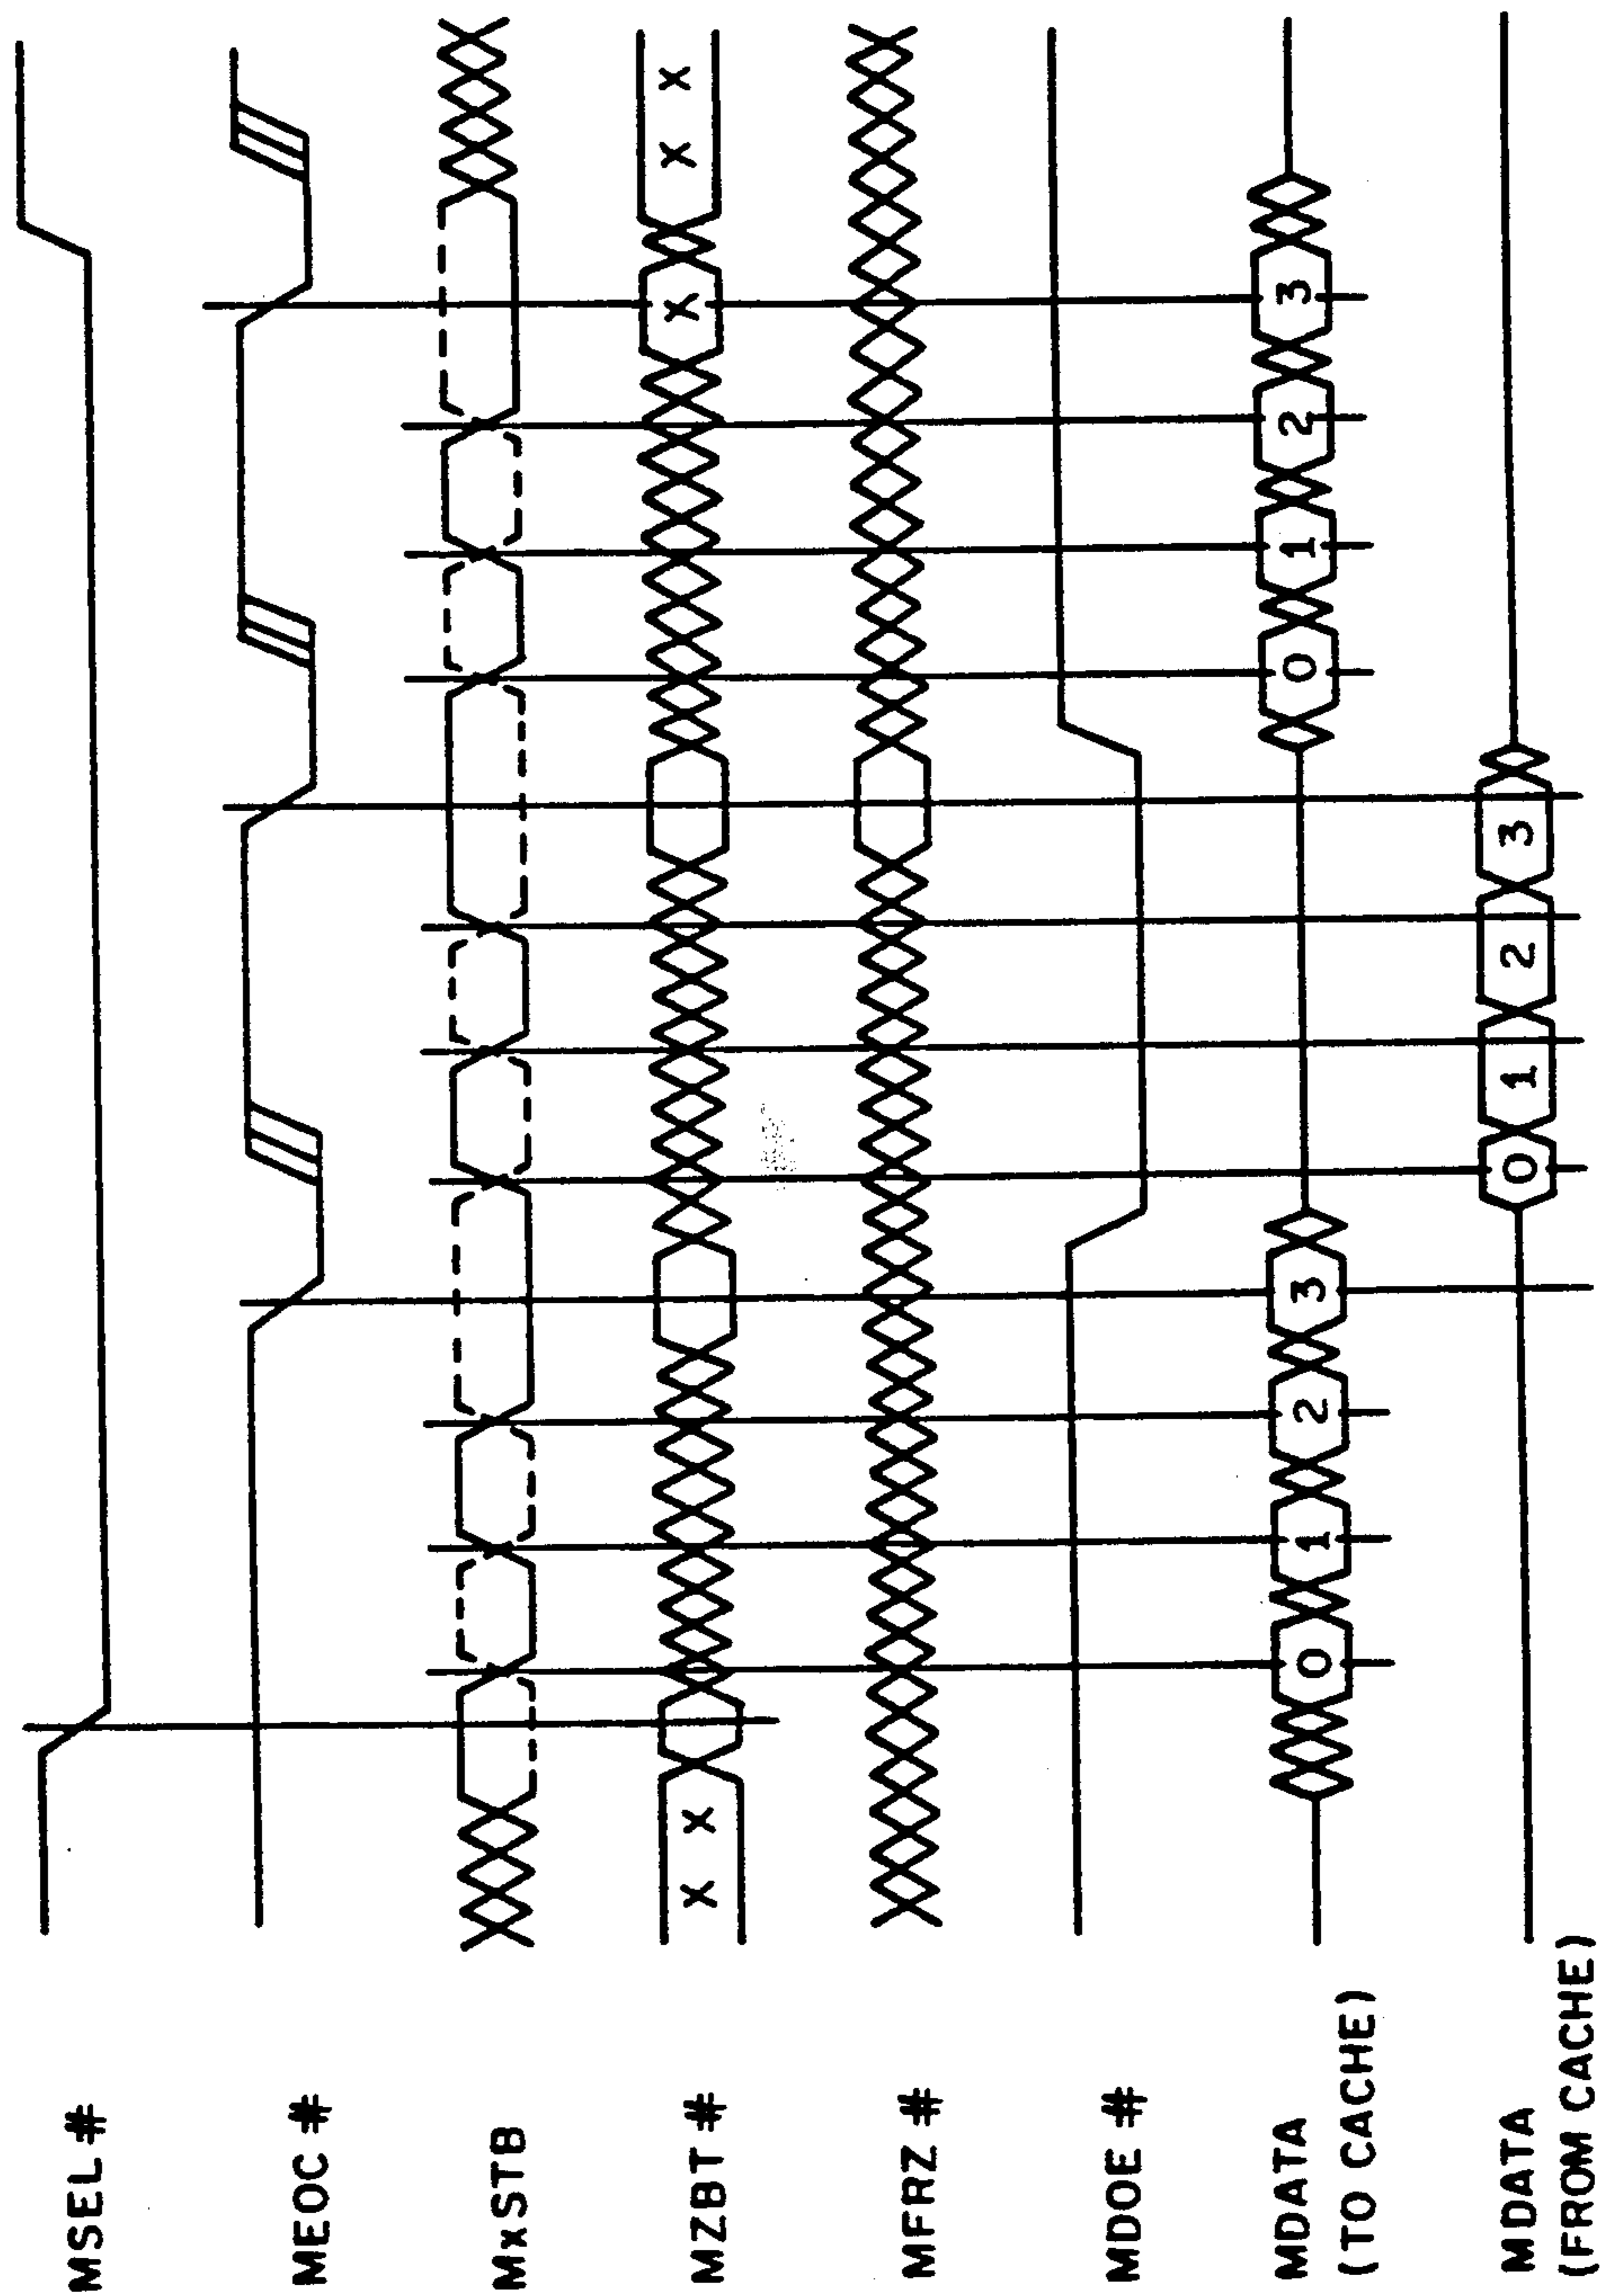 MSEL #
MEOC #
MxSTB
MZBT # X X X X X
MFRZ #
MDOE #
MDATA 0 1 2 3 0 1 2 3
(TO CACHE)
MDATA 0 1 2 3
(FROM CACHE)